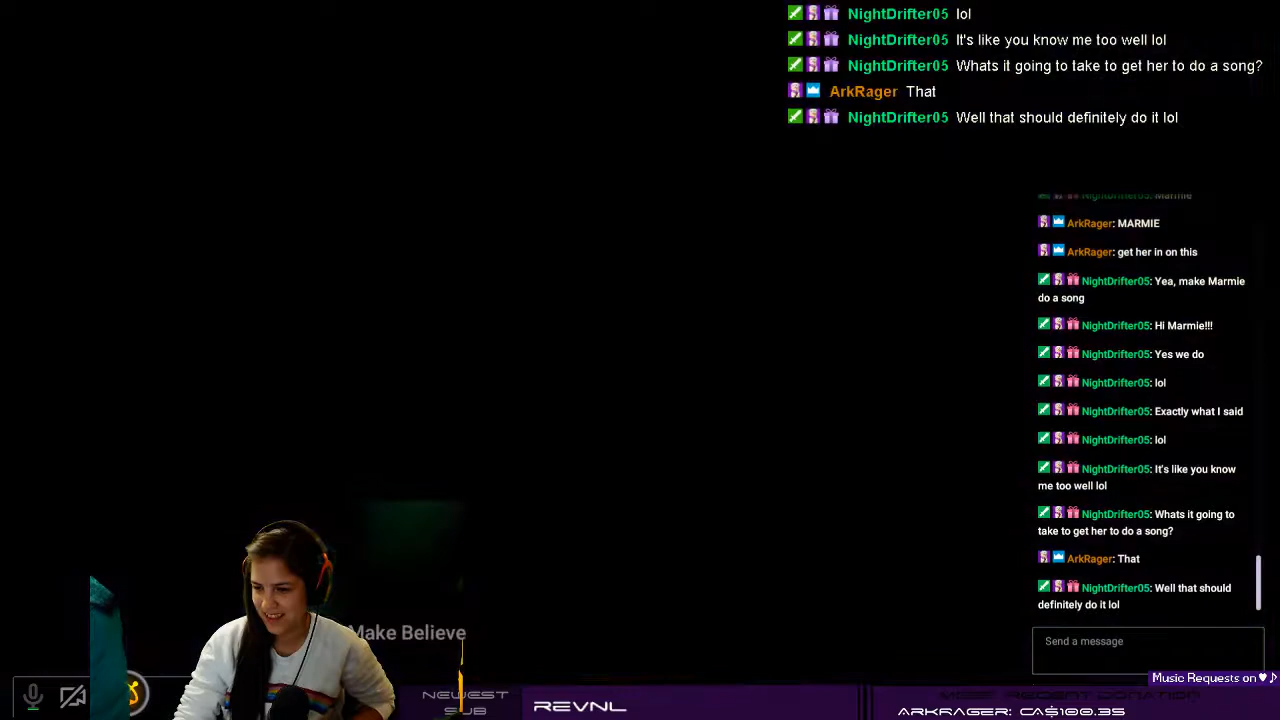 NightDrifter05 lol
NightDrifter05 It's like you know me too well lol
NightDrifter05 Whats it going to take to get her to do a song?
ArkRager That
NightDrifter05 Well that should definitely do it lol
NightDrifter05: Marmie
ArkRager: MARMIE
ArkRager: get her in on this
NightDrifter05: Yea, make Marmie
do a song
NightDrifter05: Hi Marmie!!!
NightDrifter05: Yes we do
NightDrifter05: lol
NightDrifter05: Exactly what I said
NightDrifter05: lol
NightDrifter05: It's like you know
me too well lol
NightDrifter05: Whats it going to
take to get her to do a song?
ArkRager: That
NightDrifter05: Well that should
definitely do it lol
Send a message
Make Believe
Music Requests on♥♪
NEWEST
SUB
REVNL
MOST RECENT DONATION
ARKRAGER: CA$100.35